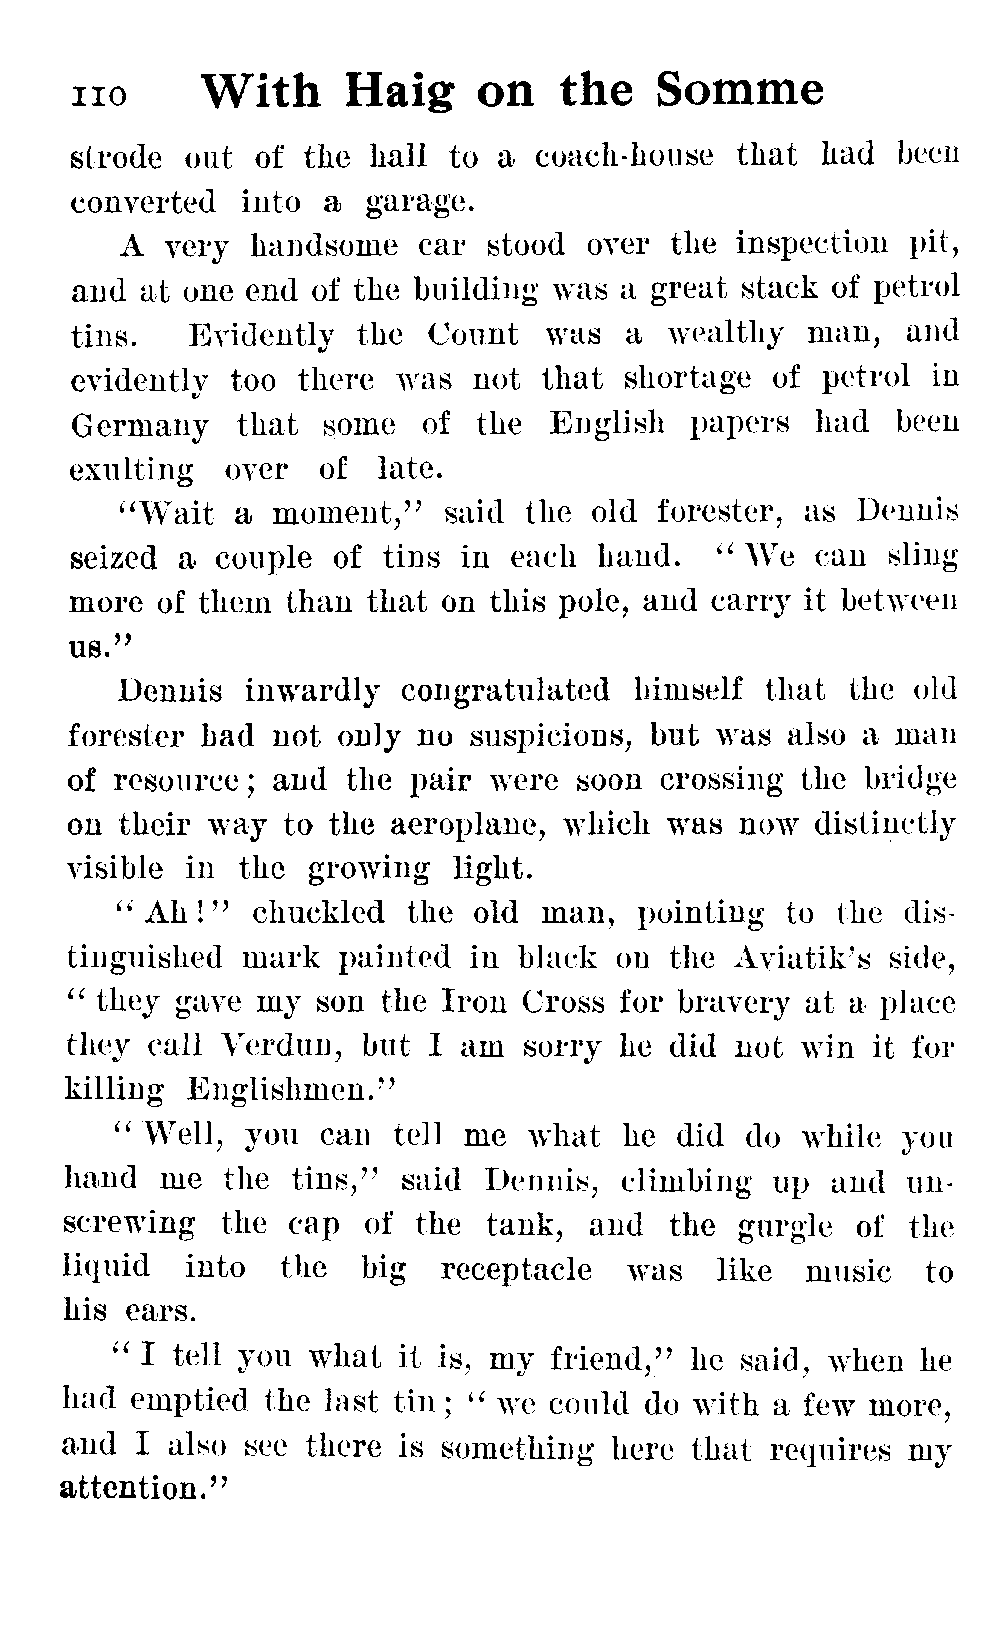 110 With Haig on the Somme
strode out of the hall to a coach-house that had been
converted into a garage.
A very handsome car stood over the inspection pit,
and at one end of the building was a great stack of petrol
tins. Evidently the Count was a wealthy man, and
evidently too there was not that shortage of petrol in
Germany that some of the English papers had been
exulting over of late.
"Wait a moment," said the old forester, as Dennis
seized a couple of tins in each hand. "We can sling
more of them than that on this pole, and carry it between
us."
Dennis inwardly congratulated himself that the old
forester had not only no suspicions, but was also a man
of resource; and the pair were soon crossing the bridge
on their way to the aeroplane, which was now distinctly
visible in the growing light.
"Ah!" chuckled the old man, pointing to the dis-
tinguished mark painted in black on the Aviatik's side,
"they gave my son the Iron Cross for bravery at a place
they call Verdun, but I am sorry he did not win it for
killing Englishmen."
"Well, you can tell me what he did do while you
hand me the tins," said Dennis, climbing up and un-
screwing the cap of the tank, and the gurgle of the
liquid into the big receptacle was like music to
his ears.
"I tell you what it is, my friend," he said, when he
had emptied the last tin; "we could do with a few more,
and I also see there is something here that requires my
attention."